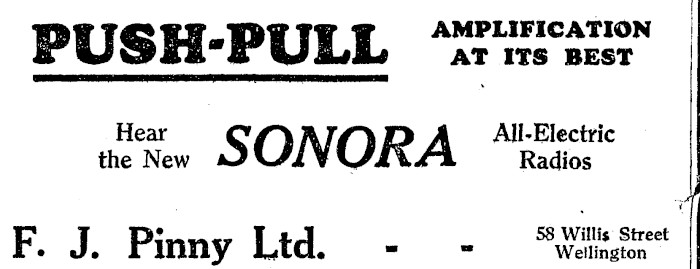 PUSH-PULL
AMPLIFICATION
AT ITS BEST
Hear
the New
SONORA
All-Electric
Radios
F. J. Pinny Ltd. - -
58 Willis Street
Wellington